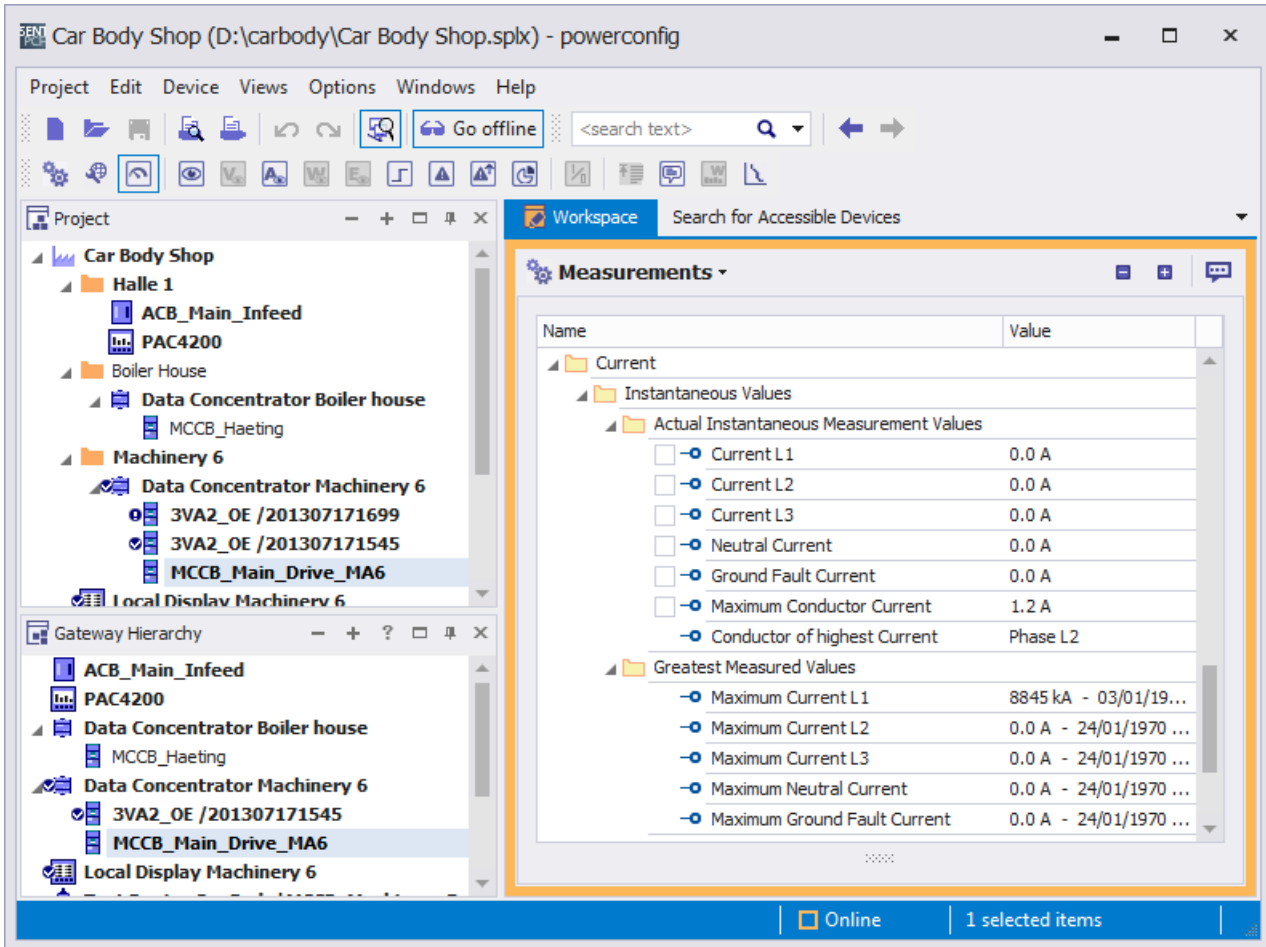 Car Body Shop (D:\carbody\Car Body Shop.splx) - powerconfig
Project Edit Device Views Options Windows Help
Go offline <search text>
Project
Car Body Shop
Halle 1
ACB_Main_Infeed
PAC4200
Boiler House
Data Concentrator Boiler house
MCCB_Haeting
Machinery 6
Data Concentrator Machinery 6
3VA2_OE /201307171699
3VA2_OE /201307171545
MCCB_Main_Drive_MA6
Local Display Machinery 6
Gateway Hierarchy
ACB_Main_Infeed
PAC4200
Data Concentrator Boiler house
MCCB_Haeting
Data Concentrator Machinery 6
3VA2_OE /201307171545
MCCB_Main_Drive_MA6
Local Display Machinery 6
Workspace Search for Accessible Devices
Measurements
Name Value
Current
Instantaneous Values
Actual Instantaneous Measurement Values
Current L1 0.0 A
Current L2 0.0 A
Current L3 0.0 A
Neutral Current 0.0 A
Ground Fault Current 0.0 A
Maximum Conductor Current 1.2 A
Conductor of highest Current Phase L2
Greatest Measured Values
Maximum Current L1 8845 kA - 03/01/19...
Maximum Current L2 0.0 A - 24/01/1970 ...
Maximum Current L3 0.0 A - 24/01/1970 ...
Maximum Neutral Current 0.0 A - 24/01/1970 ...
Maximum Ground Fault Current 0.0 A - 24/01/1970 ...
Online 1 selected items